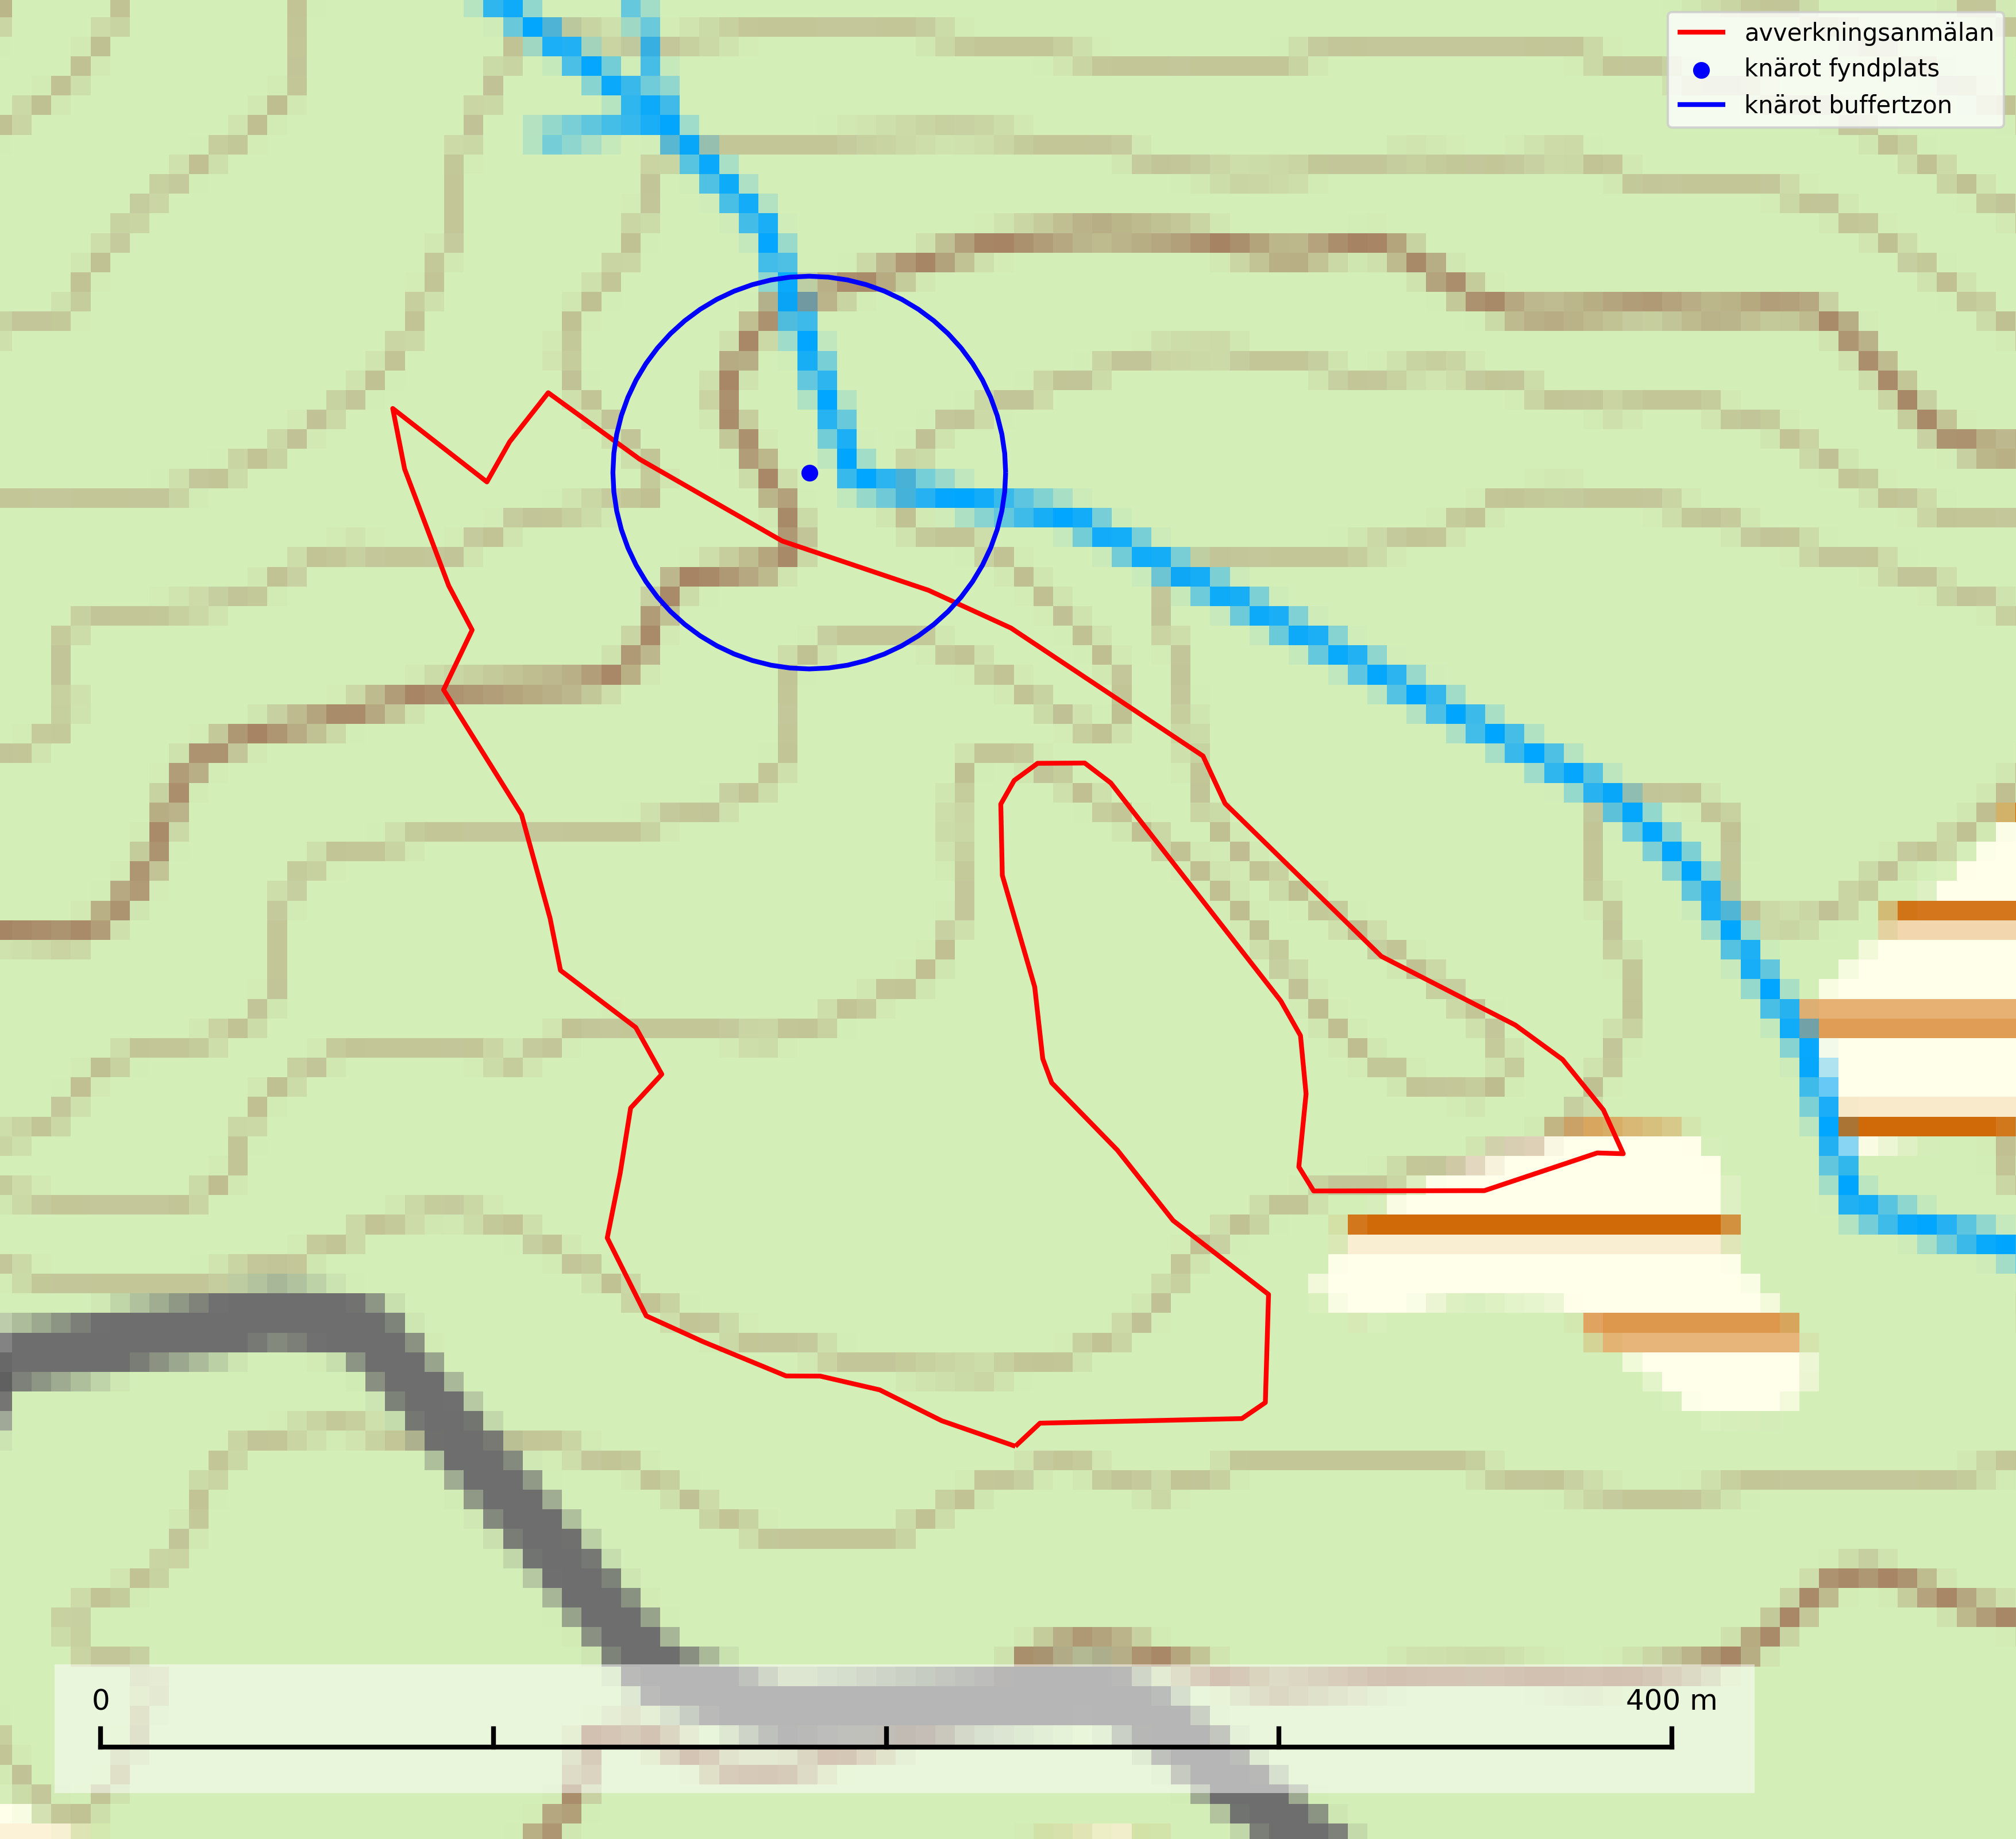 avverkningsanmälan
knärot fyndplats
knärot buffertzon
0
400 m